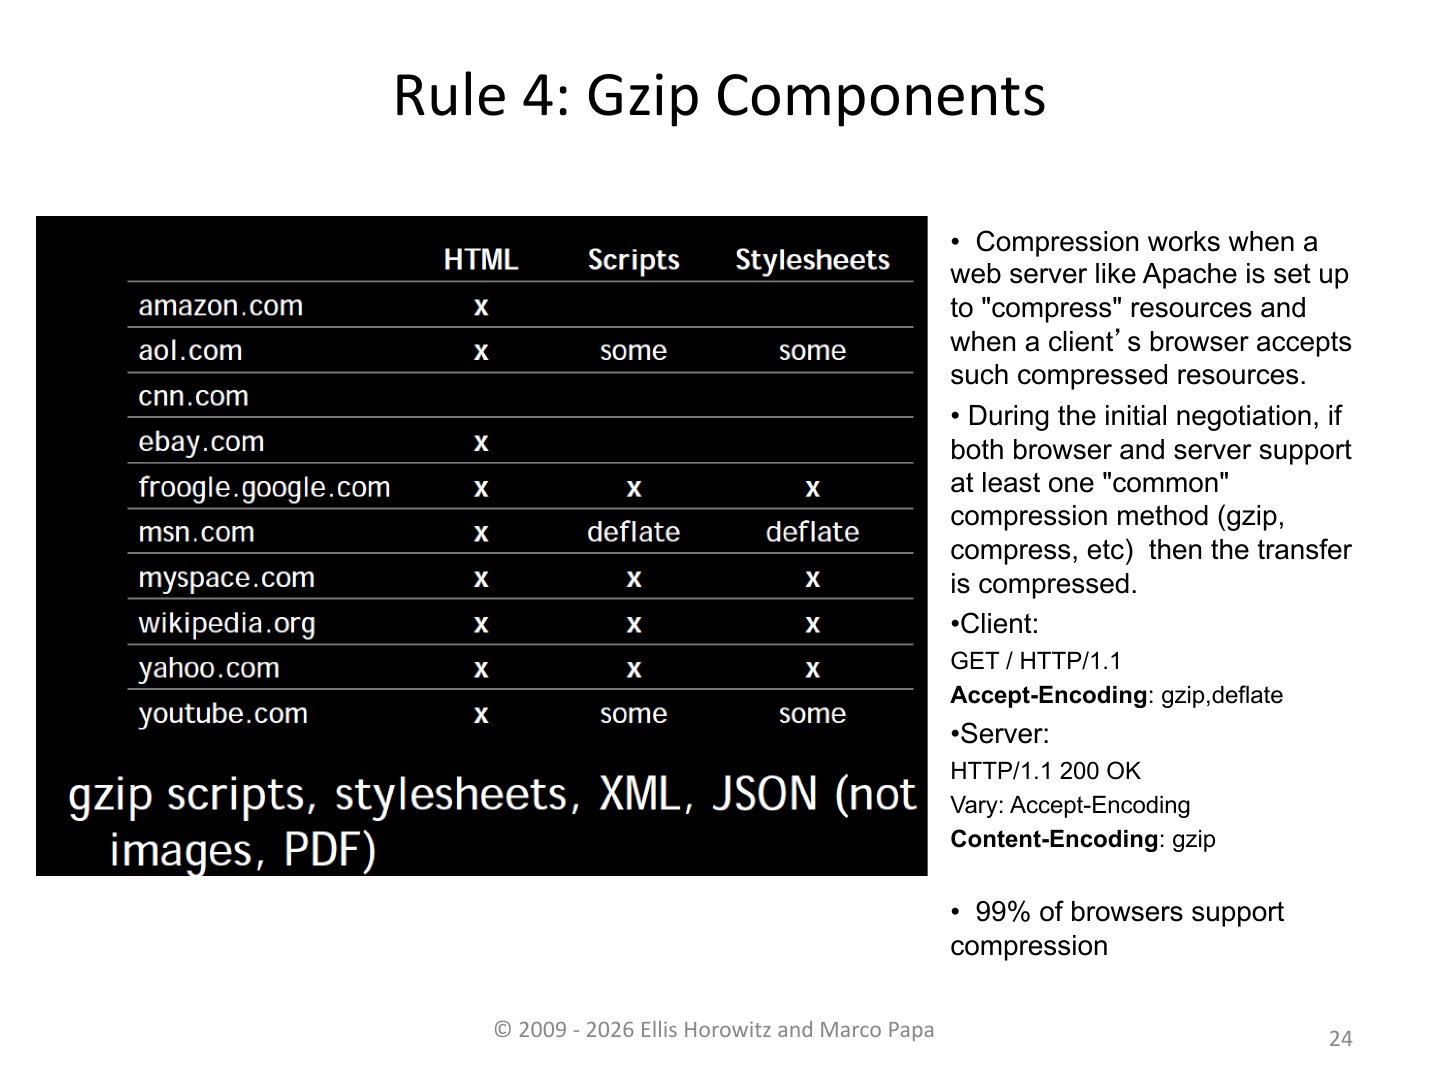 Rule 4: Gzip Components
HTML Scripts Stylesheets
amazon.com x
aol.com x some some
cnn.com
ebay.com x
froogle.google.com x x x
msn.com x deflate deflate
myspace.com x x x
wikipedia.org x x x
yahoo.com x x x
youtube.com x some some
gzip scripts, stylesheets, XML, JSON (not
images, PDF)
• Compression works when a
web server like Apache is set up
to "compress" resources and
when a client’s browser accepts
such compressed resources.
• During the initial negotiation, if
both browser and server support
at least one "common"
compression method (gzip,
compress, etc) then the transfer
is compressed.
•Client:
GET / HTTP/1.1
Accept-Encoding: gzip,deflate
•Server:
HTTP/1.1 200 OK
Vary: Accept-Encoding
Content-Encoding: gzip
• 99% of browsers support
compression
© 2009 - 2026 Ellis Horowitz and Marco Papa
24